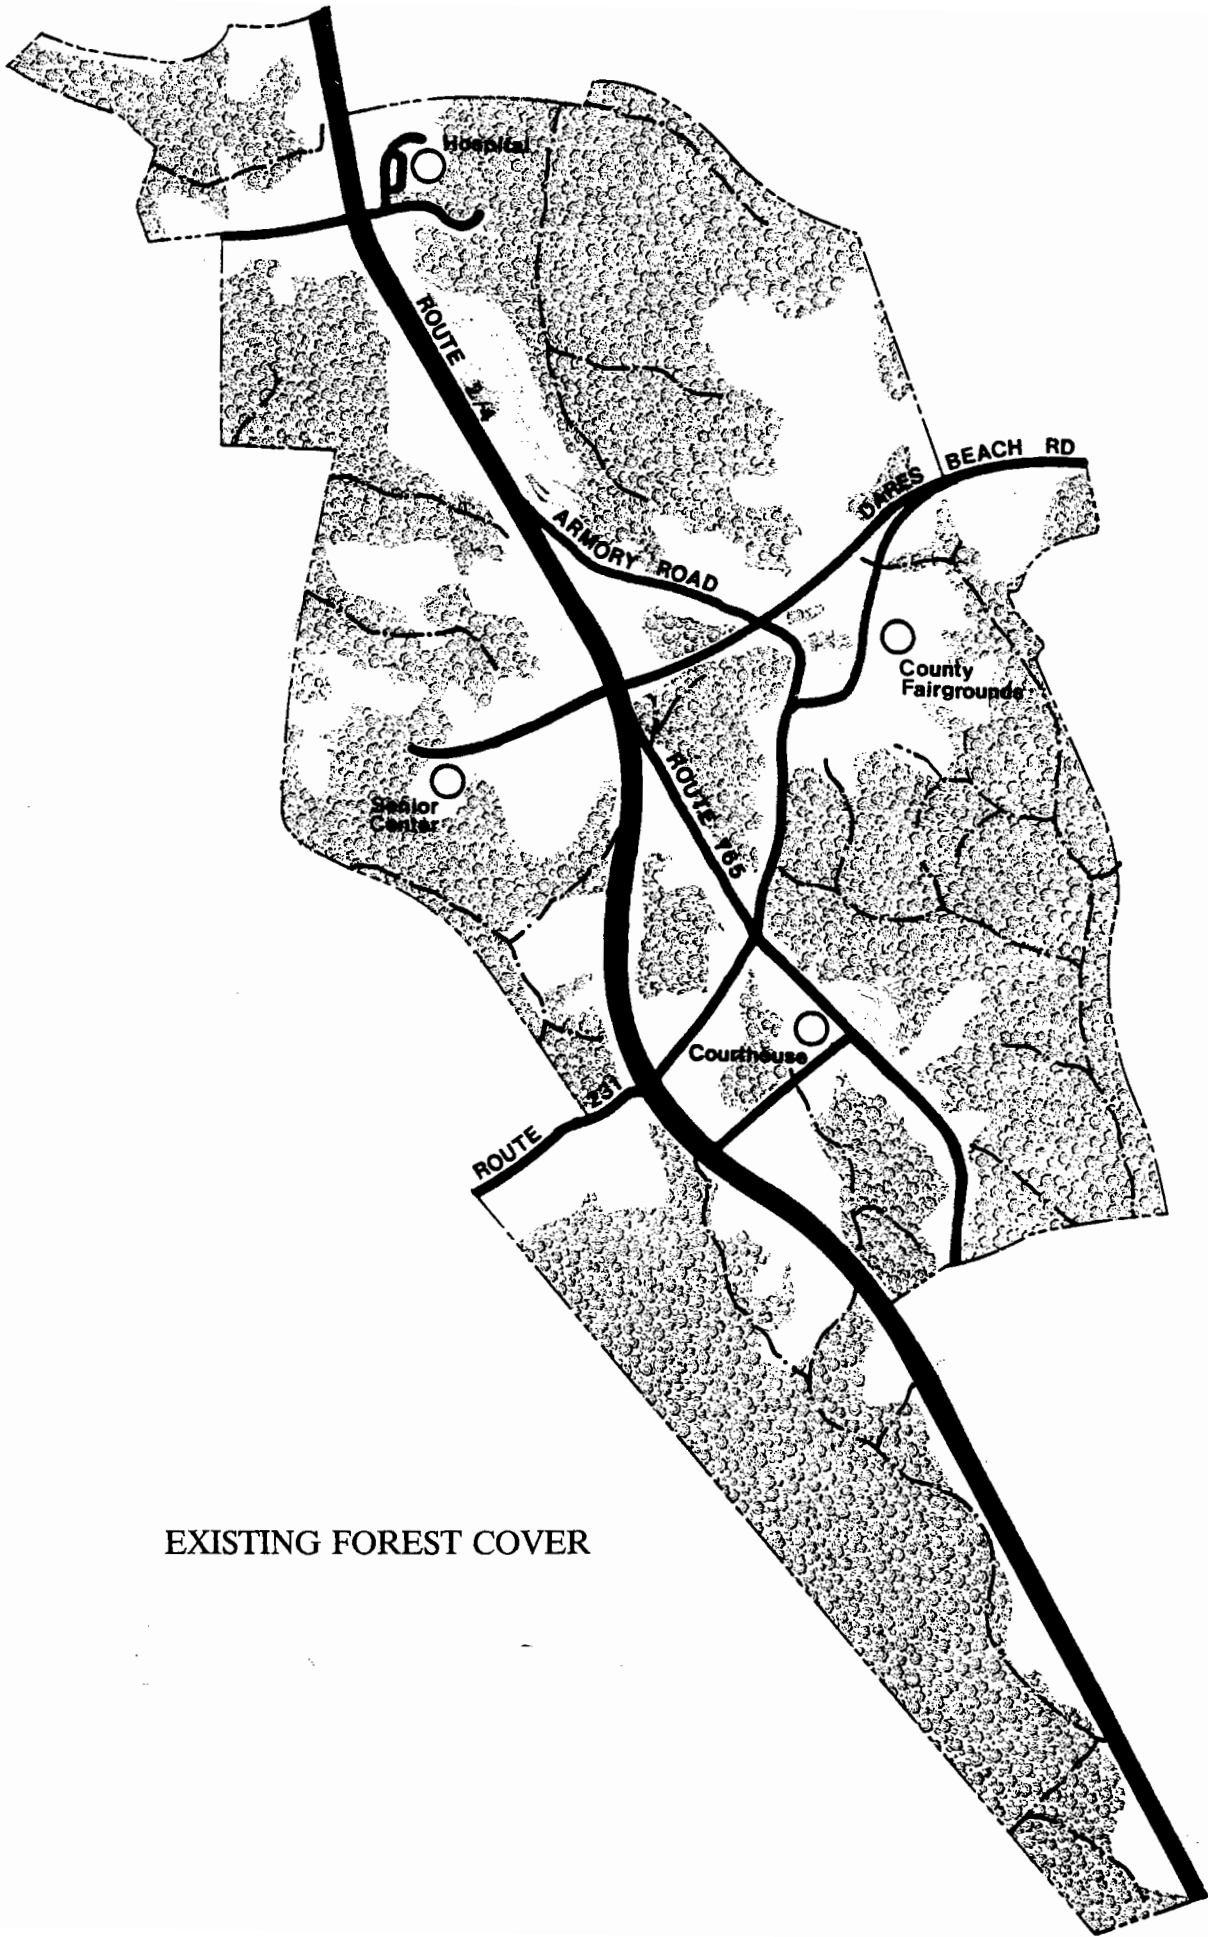 Hospital
ROUTE 2/4
BEACH RD
DARES
ARMORY ROAD
County
Fairgrounds
ROUTE 765
Senior
Center
Courthouse
231
ROUTE
EXISTING FOREST COVER